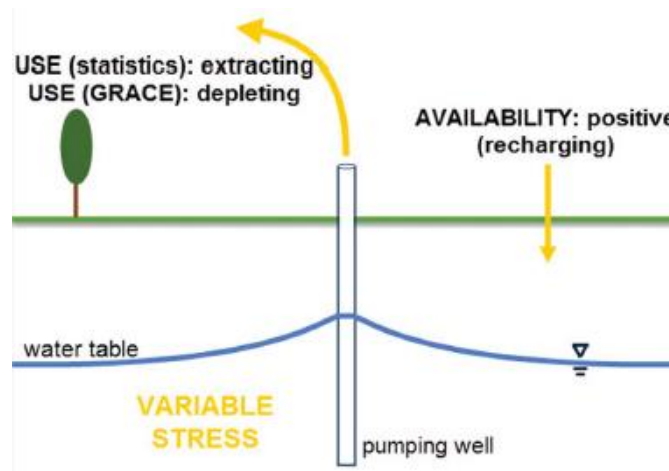 USE (statistics): extracting
USE (GRACE): depleting
AVAILABILITY: positive
(recharging)
water table
VARIABLE
STRESS
pumping well